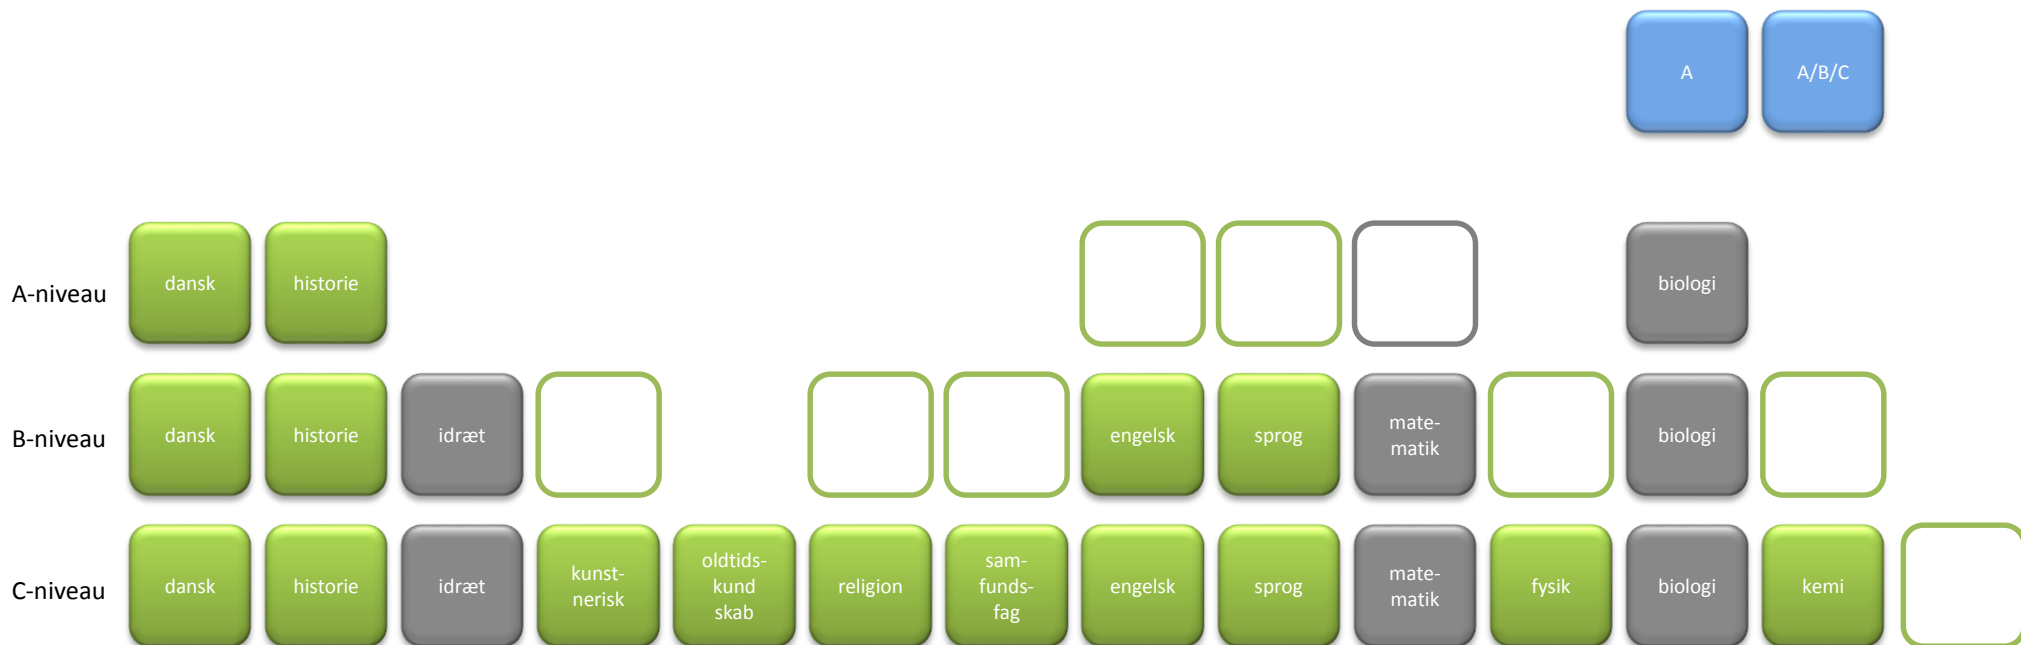 A
A/B/C
A-niveau
dansk
historie
biologi
B-niveau
dansk
historie
idræt
engelsk
sprog
mate-
matik
biologi
C-niveau
dansk
historie
idræt
kunst-
nerisk
oldtids-
kund
skab
religion
sam-
funds-
fag
engelsk
sprog
mate-
matik
fysik
biologi
kemi